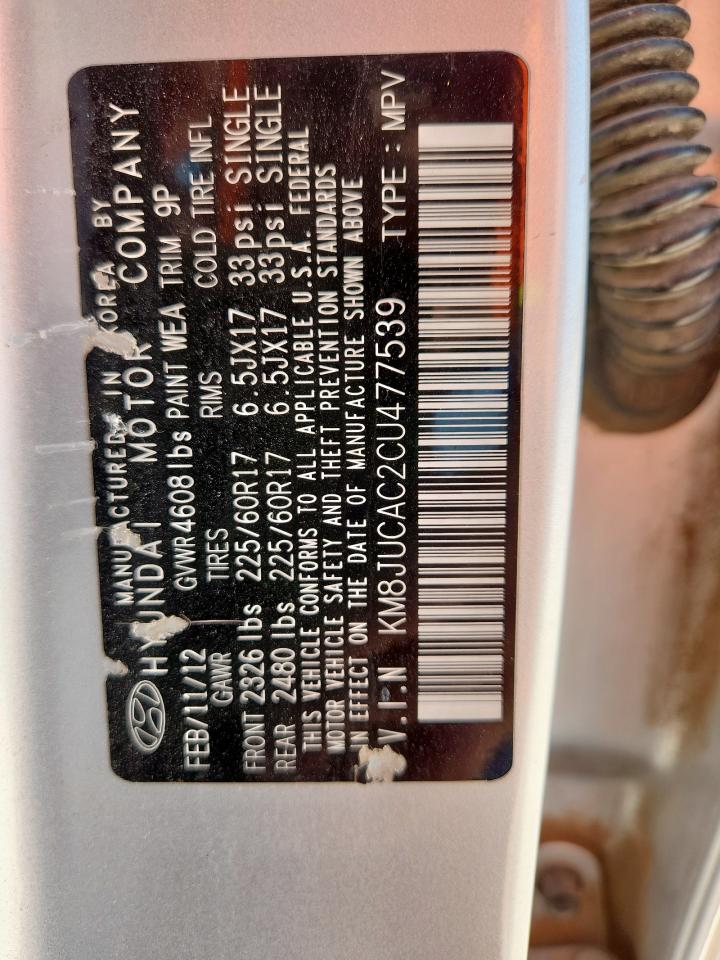 MANUFACTURED IN KOREA BY
HYUNDAI MOTOR COMPANY
FEB/11/12 GVWR 4608lbs PAINT WEA TRIM 9P
GAWR TIRES RIMS COLD TIRE INFL
FRONT 2326 lbs 225/60R17 6.5JX17 33psi SINGLE
REAR 2480 lbs 225/60R17 6.5JX17 33psi SINGLE
THIS VEHICLE CONFORMS TO ALL APPLICABLE U.S.A. FEDERAL
MOTOR VEHICLE SAFETY AND THEFT PREVENTION STANDARDS
IN EFFECT ON THE DATE OF MANUFACTURE SHOWN ABOVE
V.I.N KM8JUCAC2CU477539 TYPE : MPV